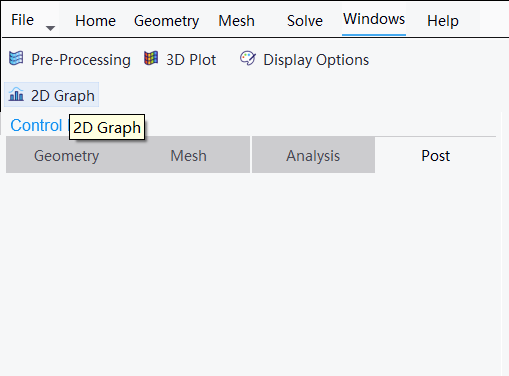 File Home Geometry Mesh Solve Windows Help
Pre-Processing 3D Plot Display Options
2D Graph
Control
2D Graph
Geometry Mesh Analysis Post